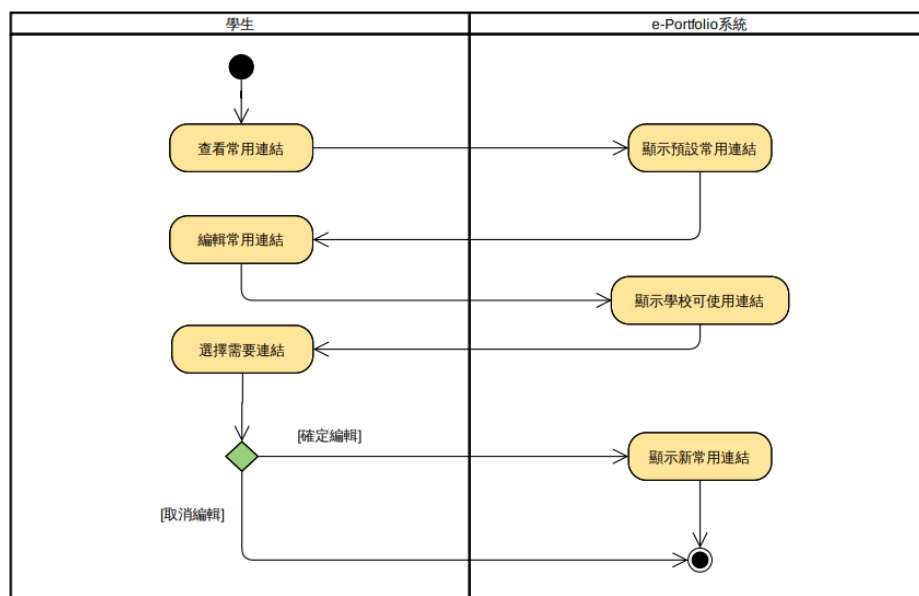 學生
e-Portfolio系統
查看常用連結
顯示預設常用連結
編輯常用連結
顯示學校可使用連結
選擇需要連結
[確定編輯]
顯示新常用連結
[取消編輯]